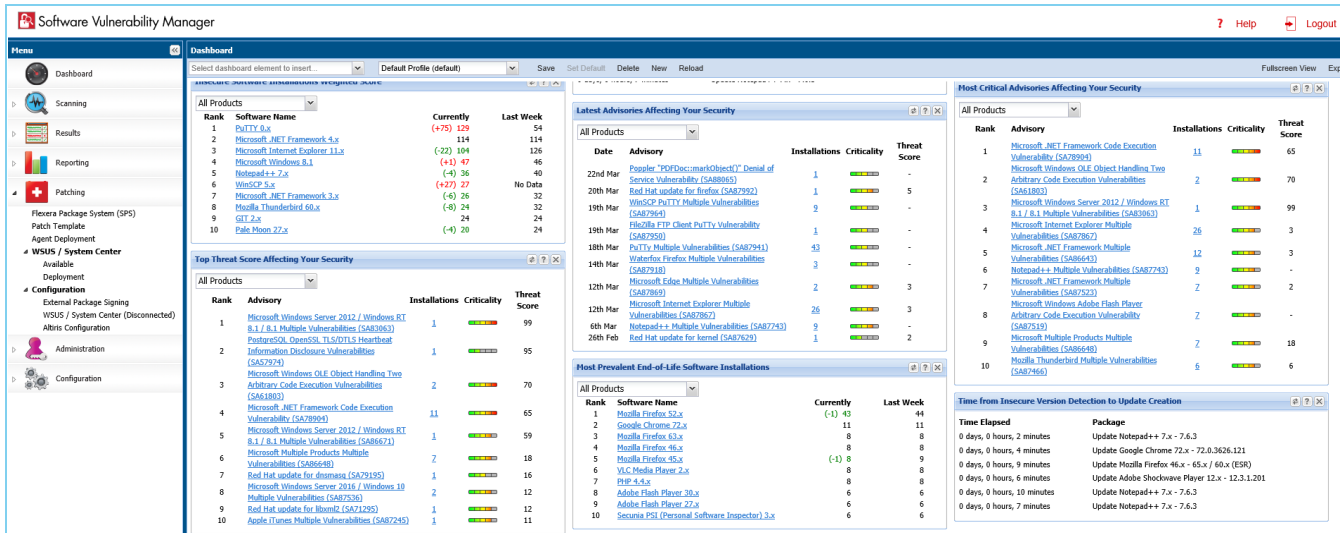 Software Vulnerability Manager
? Help Logout
Menu
Dashboard
Scanning
Results
Reporting
Patching
Flexera Package System (SPS)
Patch Template
Agent Deployment
WSUS / System Center
Available
Deployment
Configuration
External Package Signing
WSUS / System Center (Disconnected)
Altiris Configuration
Administration
Configuration
Dashboard
Select dashboard element to insert... Default Profile (default) Save Set Default Delete New Reload Fullscreen View Exp
Insecure Software Installations Weighted Score
All Products
Rank Software Name Currently Last Week
1 PuTTY 0.x (+75) 129 54
2 Microsoft .NET Framework 4.x 114 114
3 Microsoft Internet Explorer 11.x (-22) 104 126
4 Microsoft Windows 8.1 (+1) 47 46
5 Notepad++ 7.x (-4) 36 40
6 WinSCP 5.x (+27) 27 No Data
7 Microsoft .NET Framework 3.x (-6) 26 32
8 Mozilla Thunderbird 60.x (-8) 24 32
9 GIT 2.x 24 24
10 Pale Moon 27.x (-4) 20 24
Top Threat Score Affecting Your Security
All Products
Rank Advisory Installations Criticality Threat Score
1 Microsoft Windows Server 2012 / Windows RT
8.1 / 8.1 Multiple Vulnerabilities (SA83063) 1 99
2 PostgreSQL OpenSSL TLS/DTLS Heartbeat
Information Disclosure Vulnerabilities
(SA57974) 1 95
3 Microsoft Windows OLE Object Handling Two
Arbitrary Code Execution Vulnerabilities
(SA61803) 2 70
4 Microsoft .NET Framework Code Execution
Vulnerability (SA78904) 11 65
5 Microsoft Windows Server 2012 / Windows RT
8.1 / 8.1 Multiple Vulnerabilities (SA86671) 1 59
6 Microsoft Multiple Products Multiple
Vulnerabilities (SA86648) 7 18
7 Red Hat update for dnsmasq (SA79195) 1 16
8 Microsoft Windows Server 2016 / Windows 10
Multiple Vulnerabilities (SA87536) 2 12
9 Red Hat update for libxml2 (SA71295) 1 12
10 Apple iTunes Multiple Vulnerabilities (SA87245) 1 11
Latest Advisories Affecting Your Security
All Products
Date Advisory Installations Criticality Threat Score
22nd Mar Poppler "PDFDoc::markObject()" Denial of
Service Vulnerability (SA88065) 1 -
20th Mar Red Hat update for firefox (SA87992) 1 5
19th Mar WinSCP PuTTY Multiple Vulnerabilities
(SA87964) 9 -
19th Mar FileZilla FTP Client PuTTy Vulnerability
(SA87950) 1 -
18th Mar PuTTy Multiple Vulnerabilities (SA87941) 43 -
14th Mar Waterfox Firefox Multiple Vulnerabilities
(SA87918) 3 -
12th Mar Microsoft Edge Multiple Vulnerabilities
(SA87869) 2 3
12th Mar Microsoft Internet Explorer Multiple
Vulnerabilities (SA87867) 26 3
6th Mar Notepad++ Multiple Vulnerabilities (SA87743) 9 -
26th Feb Red Hat update for kernel (SA87629) 1 2
Most Prevalent End-of-Life Software Installations
All Products
Rank Software Name Currently Last Week
1 Mozilla Firefox 52.x (-1) 43 44
2 Google Chrome 72.x 11 11
3 Mozilla Firefox 63.x 8 8
4 Mozilla Firefox 46.x 8 8
5 Mozilla Firefox 45.x (-1) 8 9
6 VLC Media Player 2.x 8 8
7 PHP 4.4.x 8 8
8 Adobe Flash Player 30.x 6 6
9 Adobe Flash Player 27.x 6 6
10 Secunia PSI (Personal Software Inspector) 3.x 6 6
Most Critical Advisories Affecting Your Security
All Products
Rank Advisory Installations Criticality Threat Score
1 Microsoft .NET Framework Code Execution
Vulnerability (SA78904) 11 65
2 Microsoft Windows OLE Object Handling Two
Arbitrary Code Execution Vulnerabilities
(SA61803) 2 70
3 Microsoft Windows Server 2012 / Windows RT
8.1 / 8.1 Multiple Vulnerabilities (SA83063) 1 99
4 Microsoft Internet Explorer Multiple
Vulnerabilities (SA87867) 26 3
5 Microsoft .NET Framework Multiple
Vulnerabilities (SA86643) 12 3
6 Notepad++ Multiple Vulnerabilities (SA87743) 9 -
7 Microsoft .NET Framework Multiple
Vulnerabilities (SA87523) 7 2
8 Microsoft Windows Adobe Flash Player
Arbitrary Code Execution Vulnerability
(SA87519) 7 -
9 Microsoft Multiple Products Multiple
Vulnerabilities (SA86648) 7 18
10 Mozilla Thunderbird Multiple Vulnerabilities
(SA87466) 6 6
Time from Insecure Version Detection to Update Creation
Time Elapsed Package
0 days, 0 hours, 2 minutes Update Notepad++ 7.x - 7.6.3
0 days, 0 hours, 4 minutes Update Google Chrome 72.x - 72.0.3626.121
0 days, 0 hours, 9 minutes Update Mozilla Firefox 46.x - 65.x / 60.x (ESR)
0 days, 0 hours, 6 minutes Update Adobe Shockwave Player 12.x - 12.3.1.201
0 days, 0 hours, 10 minutes Update Notepad++ 7.x - 7.6.3
0 days, 0 hours, 7 minutes Update Notepad++ 7.x - 7.6.3